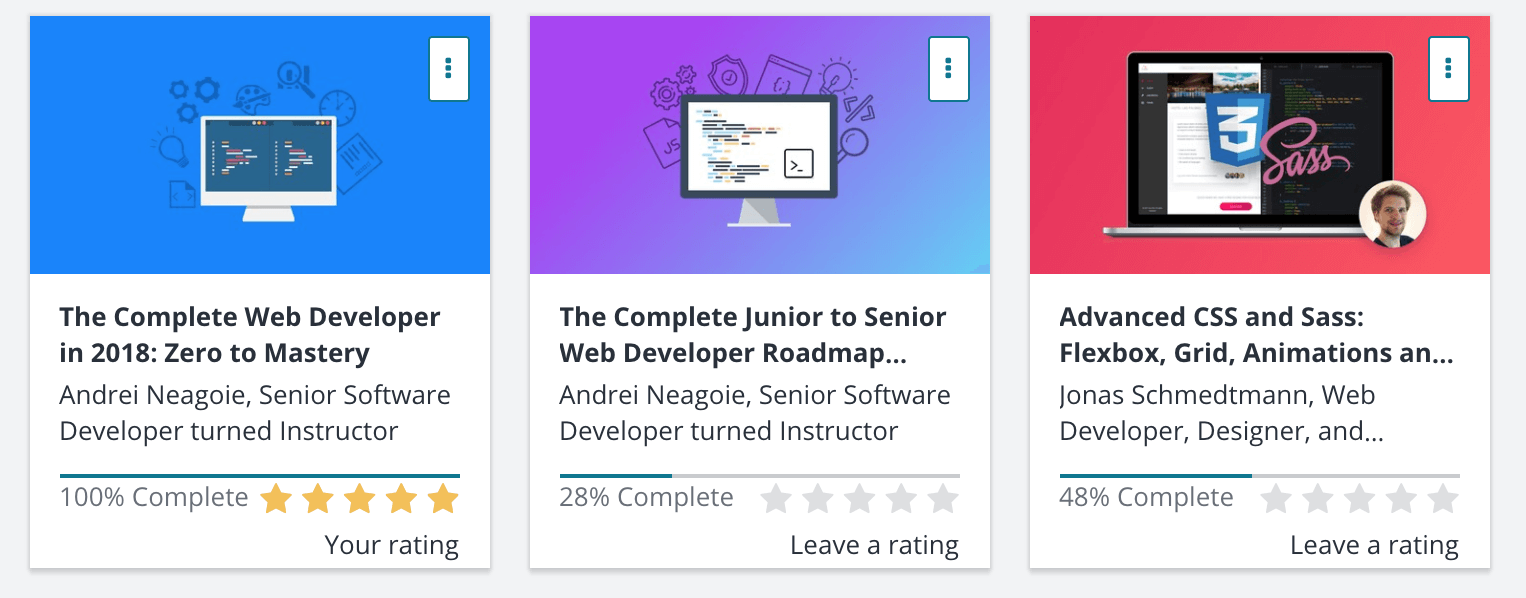 JS
>_
3
Sass
The Complete Web Developer
in 2018: Zero to Mastery
Andrei Neagoie, Senior Software
Developer turned Instructor
100% Complete
Your rating
The Complete Junior to Senior
Web Developer Roadmap...
Andrei Neagoie, Senior Software
Developer turned Instructor
28% Complete
Leave a rating
Advanced CSS and Sass:
Flexbox, Grid, Animations an...
Jonas Schmedtmann, Web
Developer, Designer, and...
48% Complete
Leave a rating